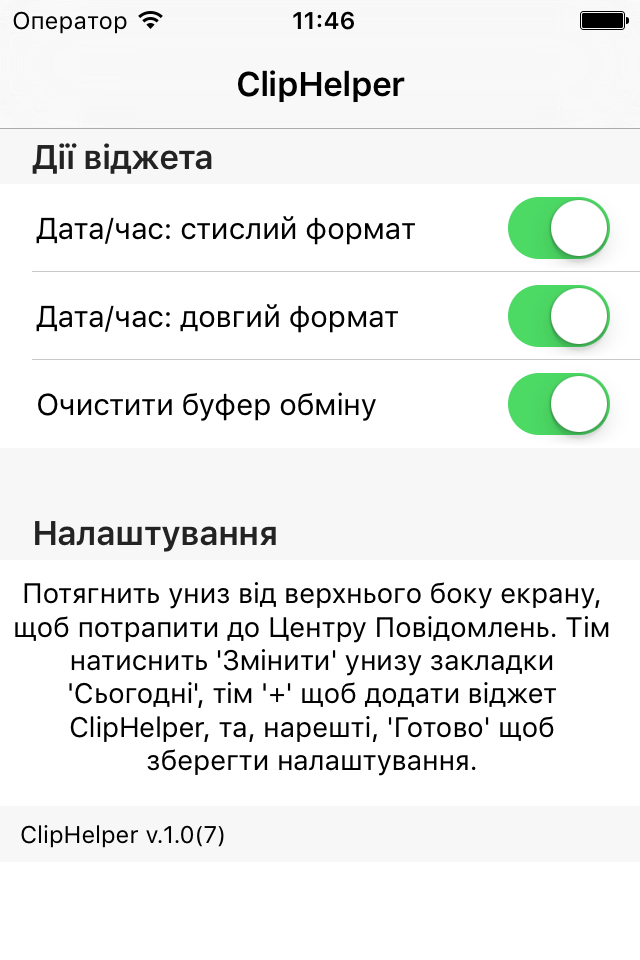 Оператор 11:46
ClipHelper
Дії віджета
Дата/час: стислий формат
Дата/час: довгий формат
Очистити буфер обміну
Налаштування
Потягнить униз від верхнього боку екрану,
щоб потрапити до Центру Повідомлень. Тім
натиснить 'Змінити' унизу закладки
'Сьогодні', тім '+' щоб додати віджет
ClipHelper, та, нарешті, 'Готово' щоб
зберегти налаштування.
ClipHelper v.1.0(7)